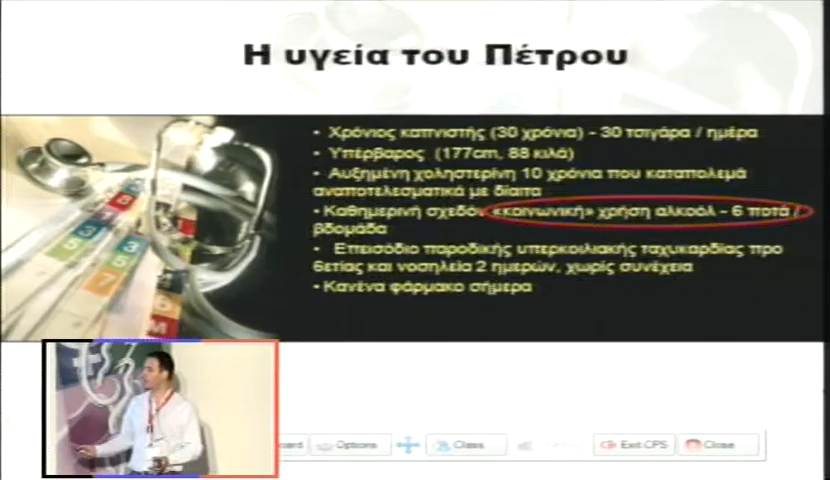 Η υγεία του Πέτρου
• Χρόνιος καπνιστής (30 χρόνια) - 30 τσιγάρα / ημέρα
• Υπέρβαρος (177cm, 88 κιλά)
• Αυξημένη χοληστερίνη 10 χρόνια που καταπολεμά
αναποτελεσματικά με δίαιτα
• Καθημερινή σχεδόν «κοινωνική» χρήση αλκοόλ - 6 ποτά /
βδομάδα
• Επεισόδιο παροδικής υπερκοιλιακής ταχυκαρδίας προ
6ετίας και νοσηλεία 2 ημερών, χωρίς συνέχεια
• Κανένα φάρμακο σήμερα
Options Class Exit CPS Close